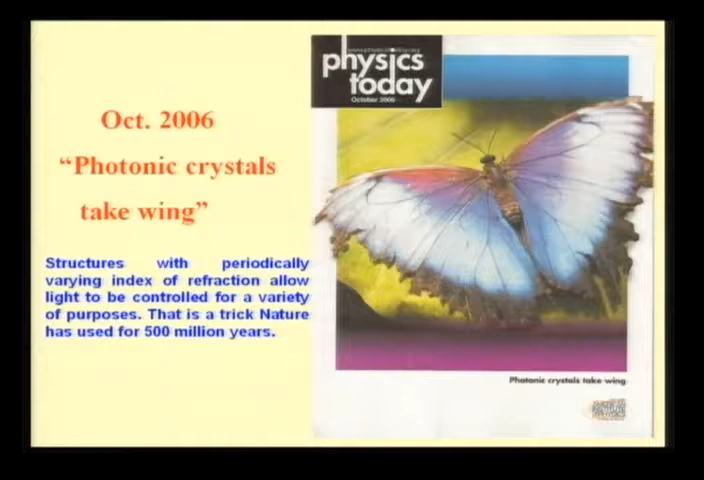 Oct. 2006
“Photonic crystals
take wing”
Structures with periodically
varying index of refraction allow
light to be controlled for a variety
of purposes. That is a trick Nature
has used for 500 million years.
physics
today
October 2006
Photonic crystals take wing